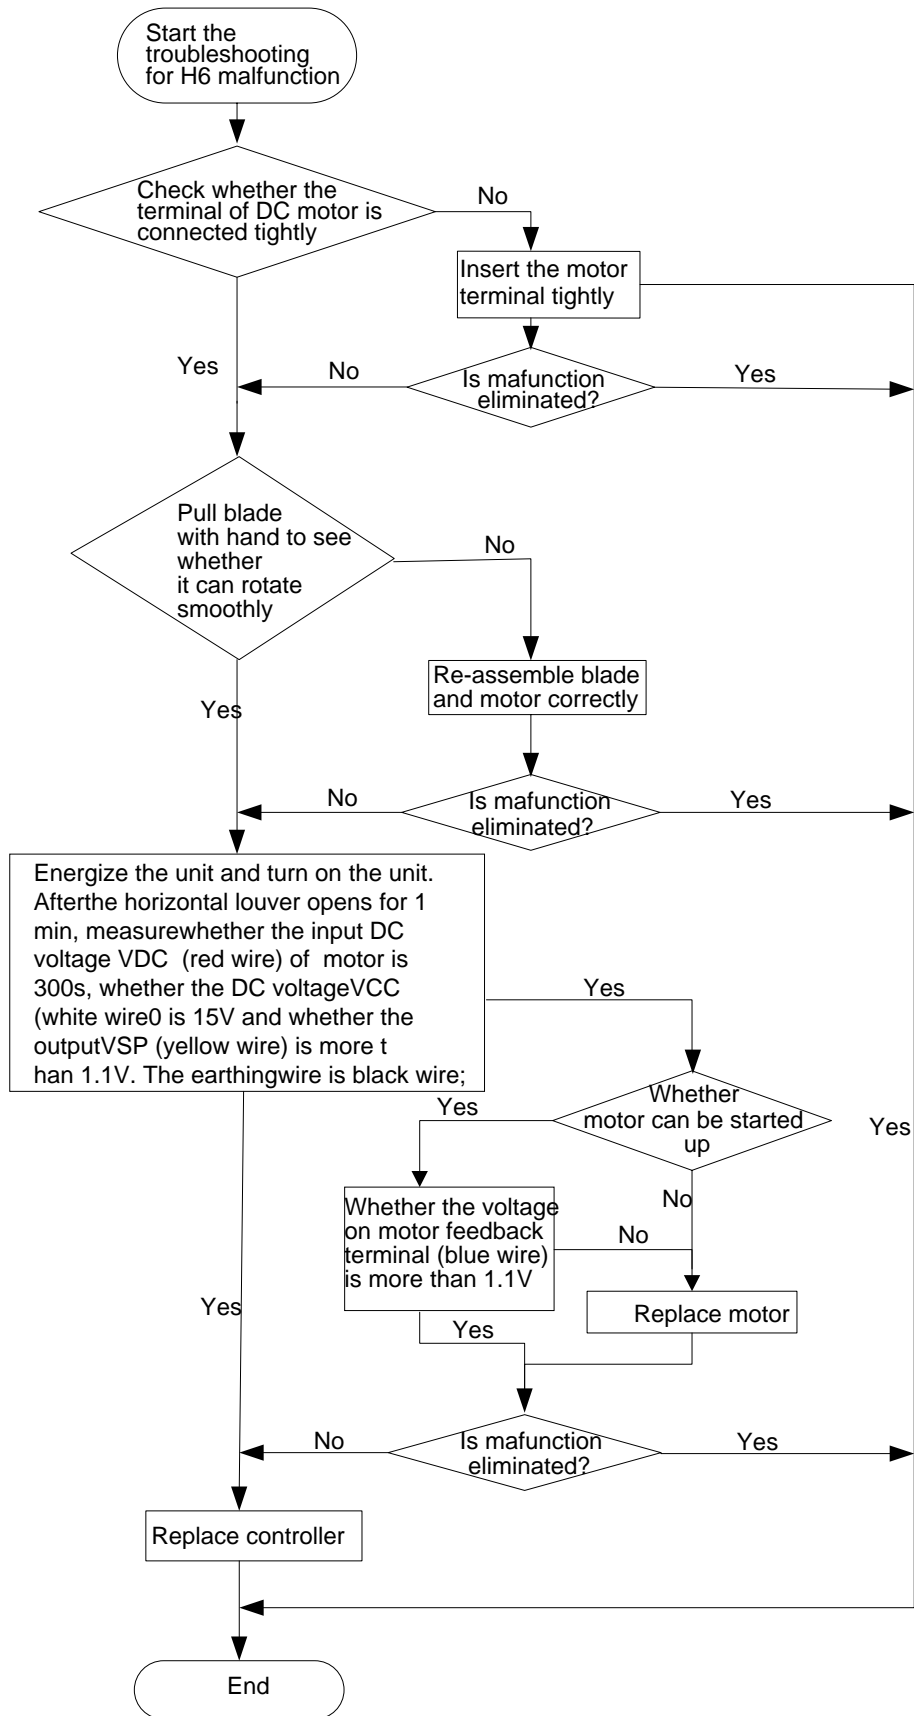 Start the
troubleshooting
for H6 malfunction
Check whether the
terminal of DC motor is
connected tightly
No
Insert the motor
terminal tightly
Yes
No
Is mafunction
eliminated?
Yes
Pull blade
with hand to see
whether
it can rotate
smoothly
No
Re-assemble blade
and motor correctly
Yes
No
Is mafunction
eliminated?
Yes
Energize the unit and turn on the unit.
Afterthe horizontal louver opens for 1
min, measurewhether the input DC
voltage VDC (red wire) of motor is
300s, whether the DC voltageVCC
(white wire0 is 15V and whether the
outputVSP (yellow wire) is more t
han 1.1V. The earthingwire is black wire;
Yes
Whether
motor can be started
up
Yes
Yes
No
Whether the voltage
on motor feedback
terminal (blue wire)
is more than 1.1V
No
Replace motor
Yes
Yes
No
Is mafunction
eliminated?
Yes
Replace controller
End